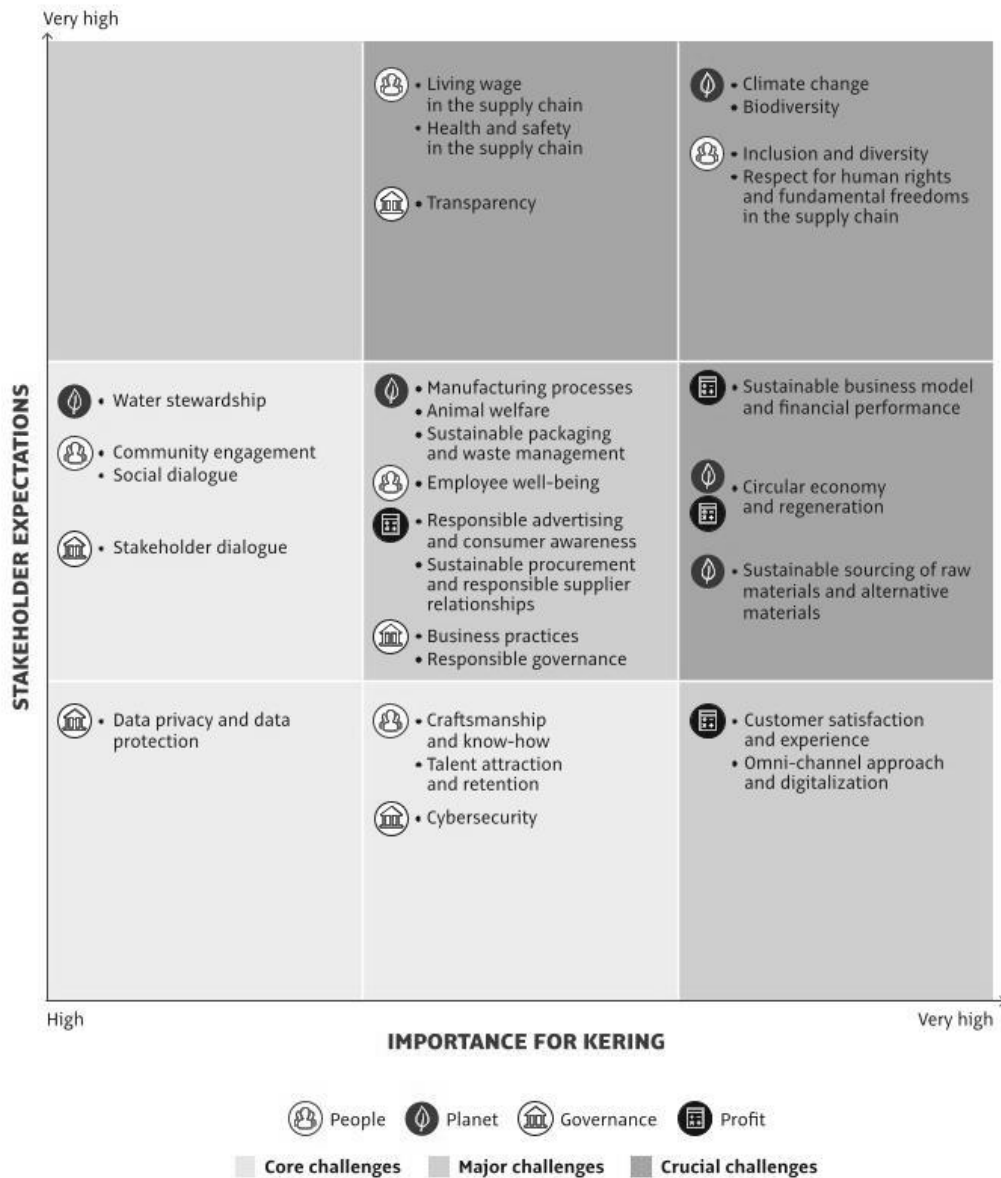 Very high
• Living wage
in the supply chain
• Health and safety
in the supply chain
• Transparency
• Climate change
• Biodiversity
• Inclusion and diversity
• Respect for human rights
and fundamental freedoms
in the supply chain
STAKEHOLDER EXPECTATIONS
• Water stewardship
• Community engagement
• Social dialogue
• Stakeholder dialogue
• Manufacturing processes
• Animal welfare
• Sustainable packaging
and waste management
• Employee well-being
• Responsible advertising
and consumer awareness
• Sustainable procurement
and responsible supplier
relationships
• Business practices
• Responsible governance
• Sustainable business model
and financial performance
• Circular economy
and regeneration
• Sustainable sourcing of raw
materials and alternative
materials
• Data privacy and data
protection
• Craftsmanship
and know-how
• Talent attraction
and retention
• Cybersecurity
• Customer satisfaction
and experience
• Omni-channel approach
and digitalization
High
Very high
IMPORTANCE FOR KERING
People Planet Governance Profit
Core challenges Major challenges Crucial challenges